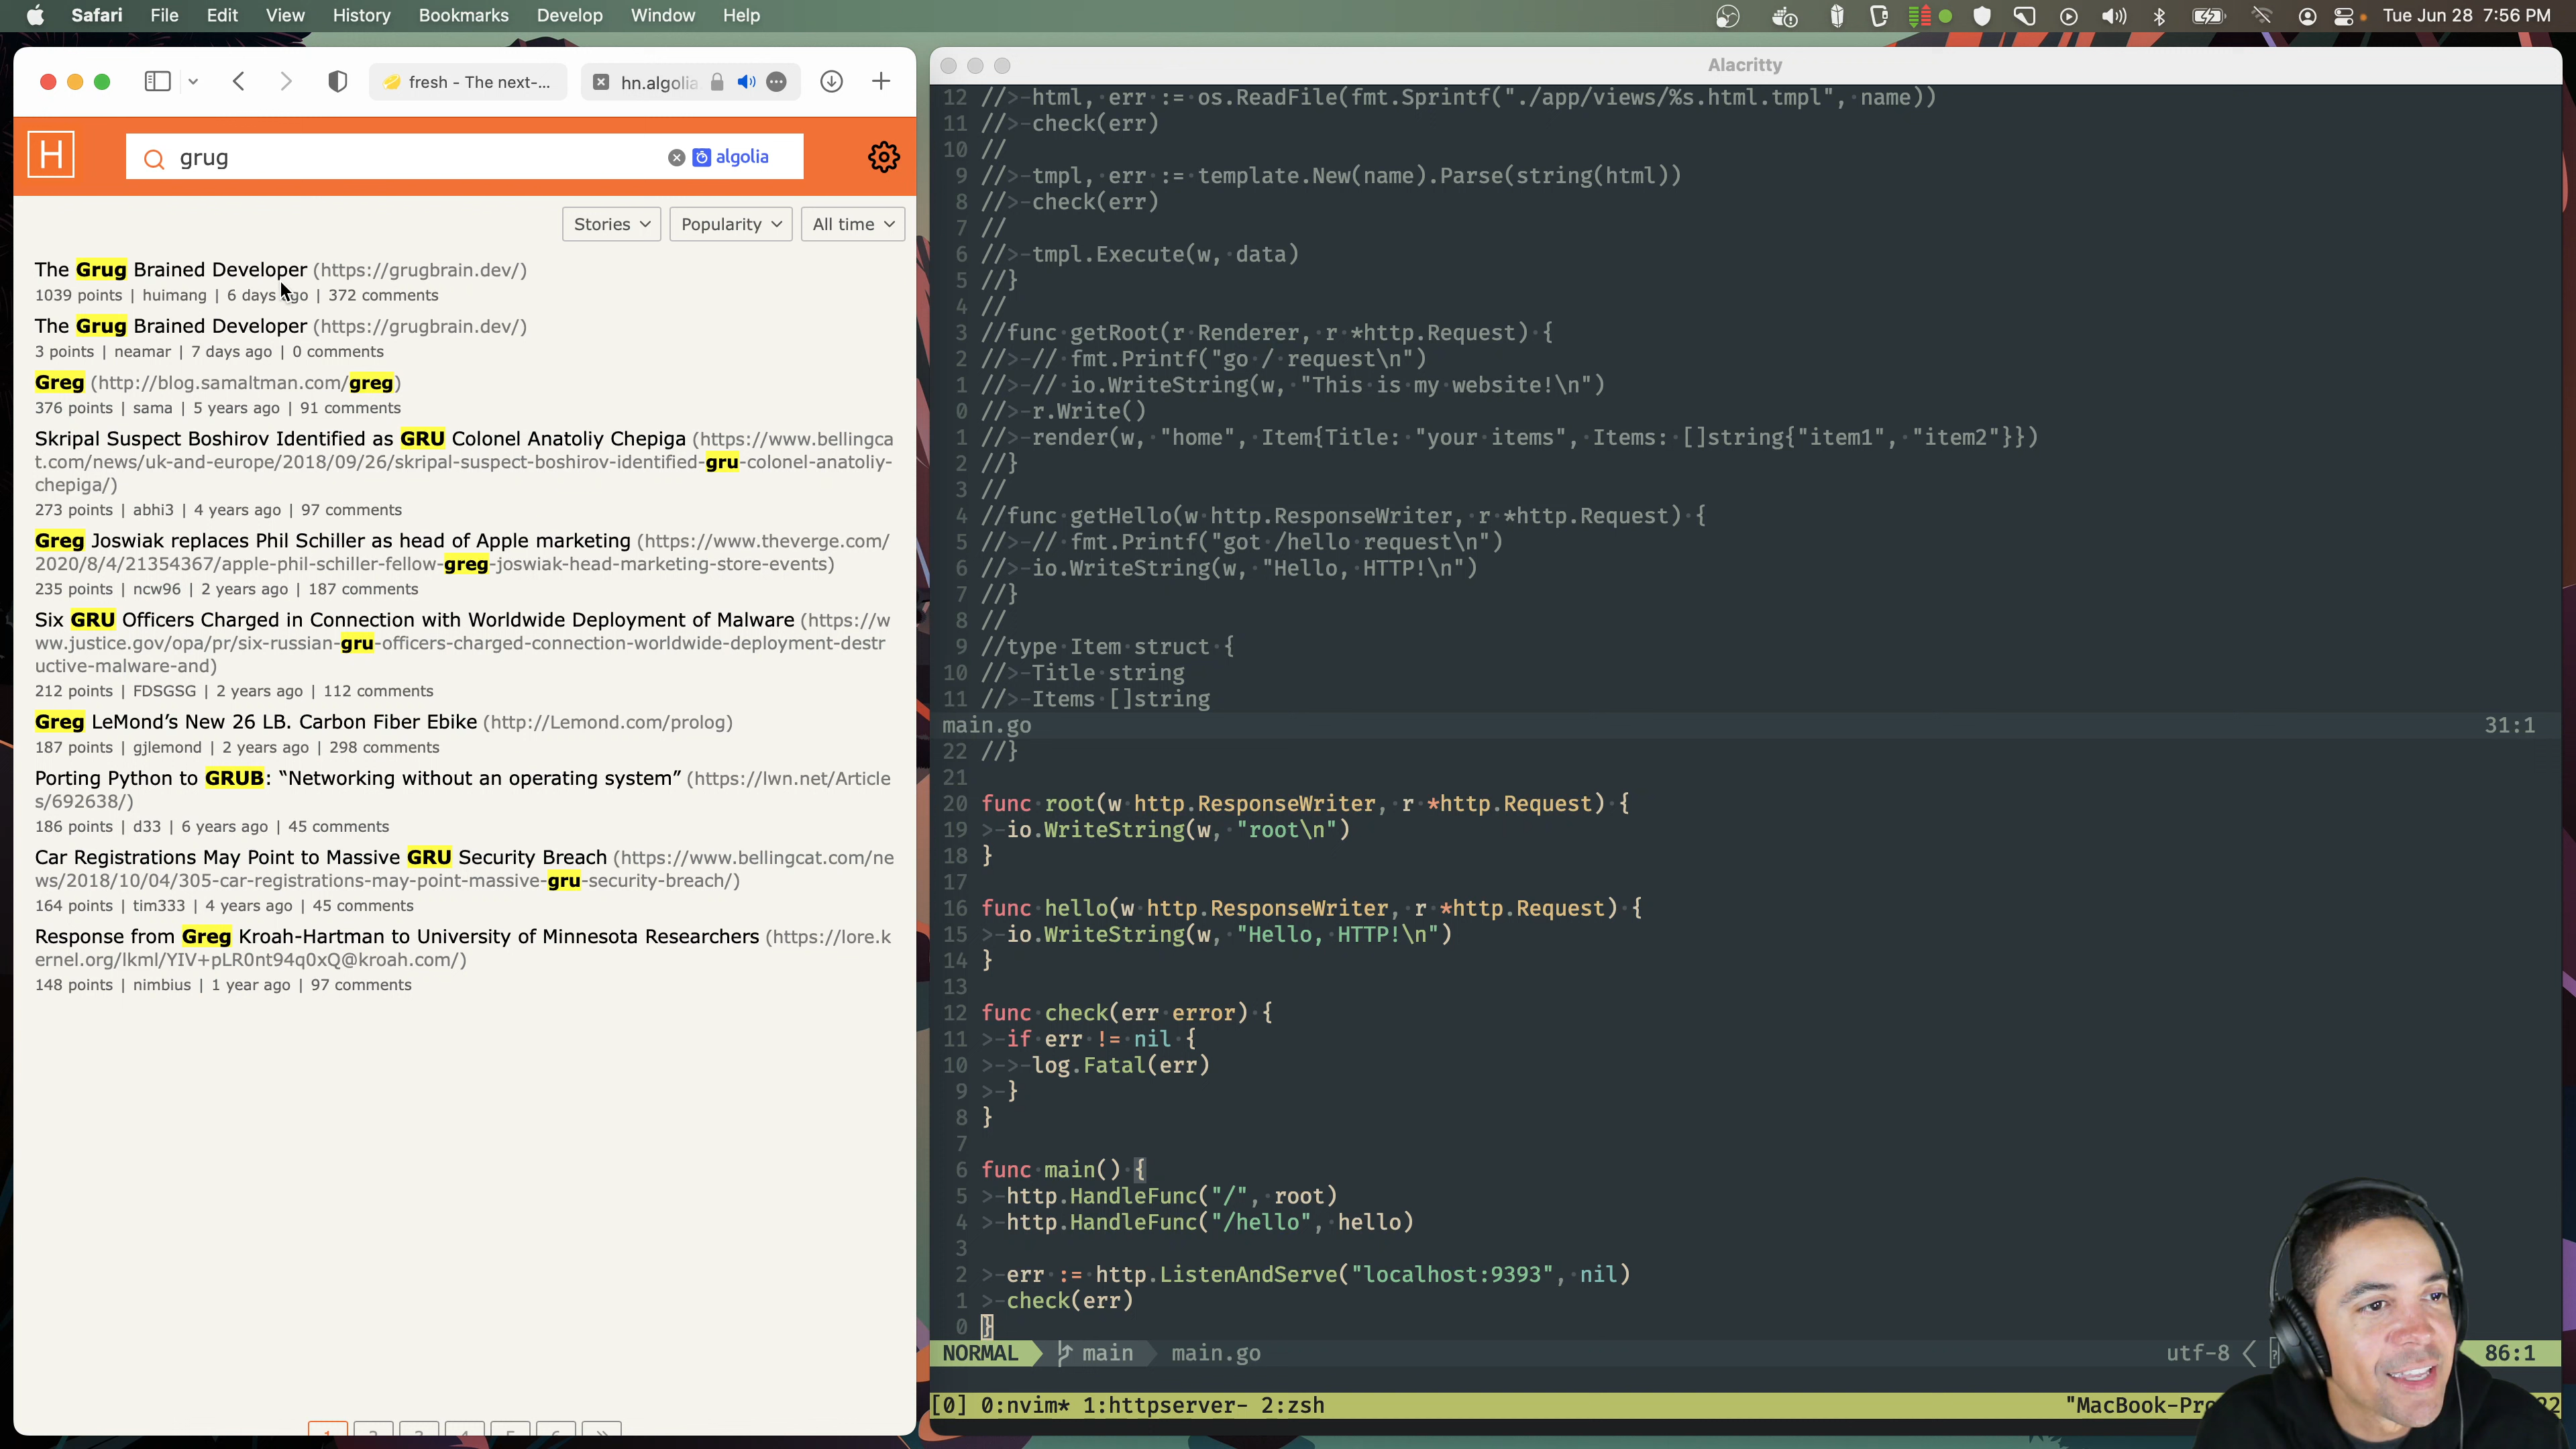 Safari File Edit View History Bookmarks Develop Window Help
Tue Jun 28 7:56 PM
fresh - The next-...
hn.algolia
H
grug
algolia
Stories
Popularity
All time
The Grug Brained Developer (https://grugbrain.dev/)
1039 points | huimang | 6 days ago | 372 comments
The Grug Brained Developer (https://grugbrain.dev/)
3 points | neamar | 7 days ago | 0 comments
Greg (http://blog.samaltman.com/greg)
376 points | sama | 5 years ago | 91 comments
Skripal Suspect Boshirov Identified as GRU Colonel Anatoliy Chepiga (https://www.bellingca
t.com/news/uk-and-europe/2018/09/26/skripal-suspect-boshirov-identified-gru-colonel-anatoliy-
chepiga/)
273 points | abhi3 | 4 years ago | 97 comments
Greg Joswiak replaces Phil Schiller as head of Apple marketing (https://www.theverge.com/
2020/8/4/21354367/apple-phil-schiller-fellow-greg-joswiak-head-marketing-store-events)
235 points | ncw96 | 2 years ago | 187 comments
Six GRU Officers Charged in Connection with Worldwide Deployment of Malware (https://w
ww.justice.gov/opa/pr/six-russian-gru-officers-charged-connection-worldwide-deployment-destr
uctive-malware-and)
212 points | FDSGSG | 2 years ago | 112 comments
Greg LeMond’s New 26 LB. Carbon Fiber Ebike (http://Lemond.com/prolog)
187 points | gjlemond | 2 years ago | 298 comments
Porting Python to GRUB: “Networking without an operating system” (https://lwn.net/Article
s/692638/)
186 points | d33 | 6 years ago | 45 comments
Car Registrations May Point to Massive GRU Security Breach (https://www.bellingcat.com/ne
ws/2018/10/04/305-car-registrations-may-point-massive-gru-security-breach/)
164 points | tim333 | 4 years ago | 45 comments
Response from Greg Kroah-Hartman to University of Minnesota Researchers (https://lore.k
ernel.org/lkml/YIV+pLR0nt94q0xQ@kroah.com/)
148 points | nimbius | 1 year ago | 97 comments
Alacritty
12 //>-html, err := os.ReadFile(fmt.Sprintf("./app/views/%s.html.tmpl", name))
11 //>-check(err)
10 //
9 //>-tmpl, err := template.New(name).Parse(string(html))
8 //>-check(err)
7 //
6 //>-tmpl.Execute(w, data)
5 //}
4 //
3 //func getRoot(r Renderer, r *http.Request) {
2 //>-// fmt.Printf("go / request\n")
1 //>-// io.WriteString(w, "This is my website!\n")
0 //>-r.Write()
1 //>-render(w, "home", Item{Title: "your items", Items: []string{"item1", "item2"}})
2 //}
3 //
4 //func getHello(w http.ResponseWriter, r *http.Request) {
5 //>-// fmt.Printf("got /hello request\n")
6 //>-io.WriteString(w, "Hello, HTTP!\n")
7 //}
8 //
9 //type Item struct {
10 //>-Title string
11 //>-Items []string
main.go 31:1
22 //}
21
20 func root(w http.ResponseWriter, r *http.Request) {
19 >-io.WriteString(w, "root\n")
18 }
17
16 func hello(w http.ResponseWriter, r *http.Request) {
15 >-io.WriteString(w, "Hello, HTTP!\n")
14 }
13
12 func check(err error) {
11 >-if err != nil {
10 >->-log.Fatal(err)
9 >-}
8 }
7
6 func main() {
5 >-http.HandleFunc("/", root)
4 >-http.HandleFunc("/hello", hello)
3
2 >-err := http.ListenAndServe("localhost:9393", nil)
1 >-check(err)
0 }
NORMAL main main.go utf-8 86:1
[0] 0:nvim* 1:httpserver- 2:zsh "MacBook-Pro